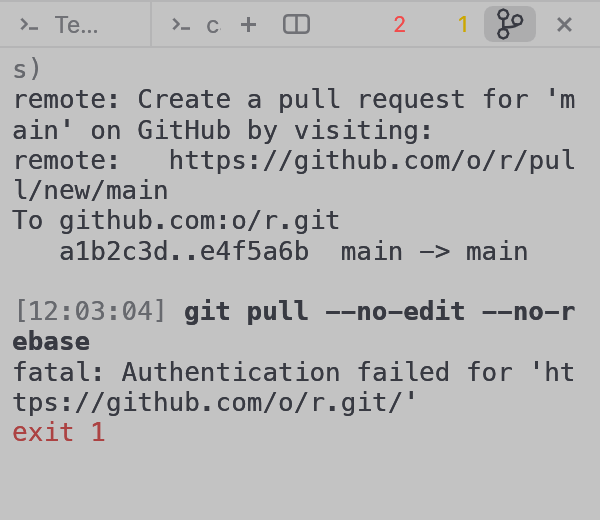 Te...
c
2
1
s)
remote: Create a pull request for 'm
ain' on GitHub by visiting:
remote:   https://github.com/o/r/pul
l/new/main
To github.com:o/r.git
   a1b2c3d..e4f5a6b  main -> main
[12:03:04] git pull --no-edit --no-r
ebase
fatal: Authentication failed for 'ht
tps://github.com/o/r.git/'
exit 1